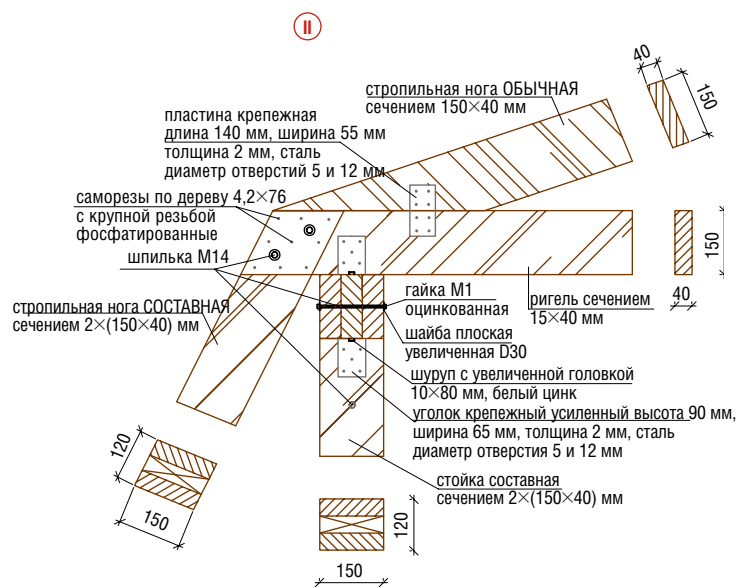 II
стропильная нога ОБЫЧНАЯ
сечением 150×40 мм
40
150
пластина крепежная
длина 140 мм, ширина 55 мм
толщина 2 мм, сталь
диаметр отверстий 5 и 12 мм
саморезы по дереву 4,2×76
с крупной резьбой
фосфатированные
шпилька М14
150
40
гайка М1
оцинкованная
ригель сечением
15×40 мм
стропильная нога СОСТАВНАЯ
сечением 2×(150×40) мм
шайба плоская
увеличенная D30
шуруп с увеличенной головкой
10×80 мм, белый цинк
уголок крепежный усиленный высота 90 мм,
ширина 65 мм, толщина 2 мм, сталь
диаметр отверстия 5 и 12 мм
стойка составная
сечением 2×(150×40) мм
120
150
120
150